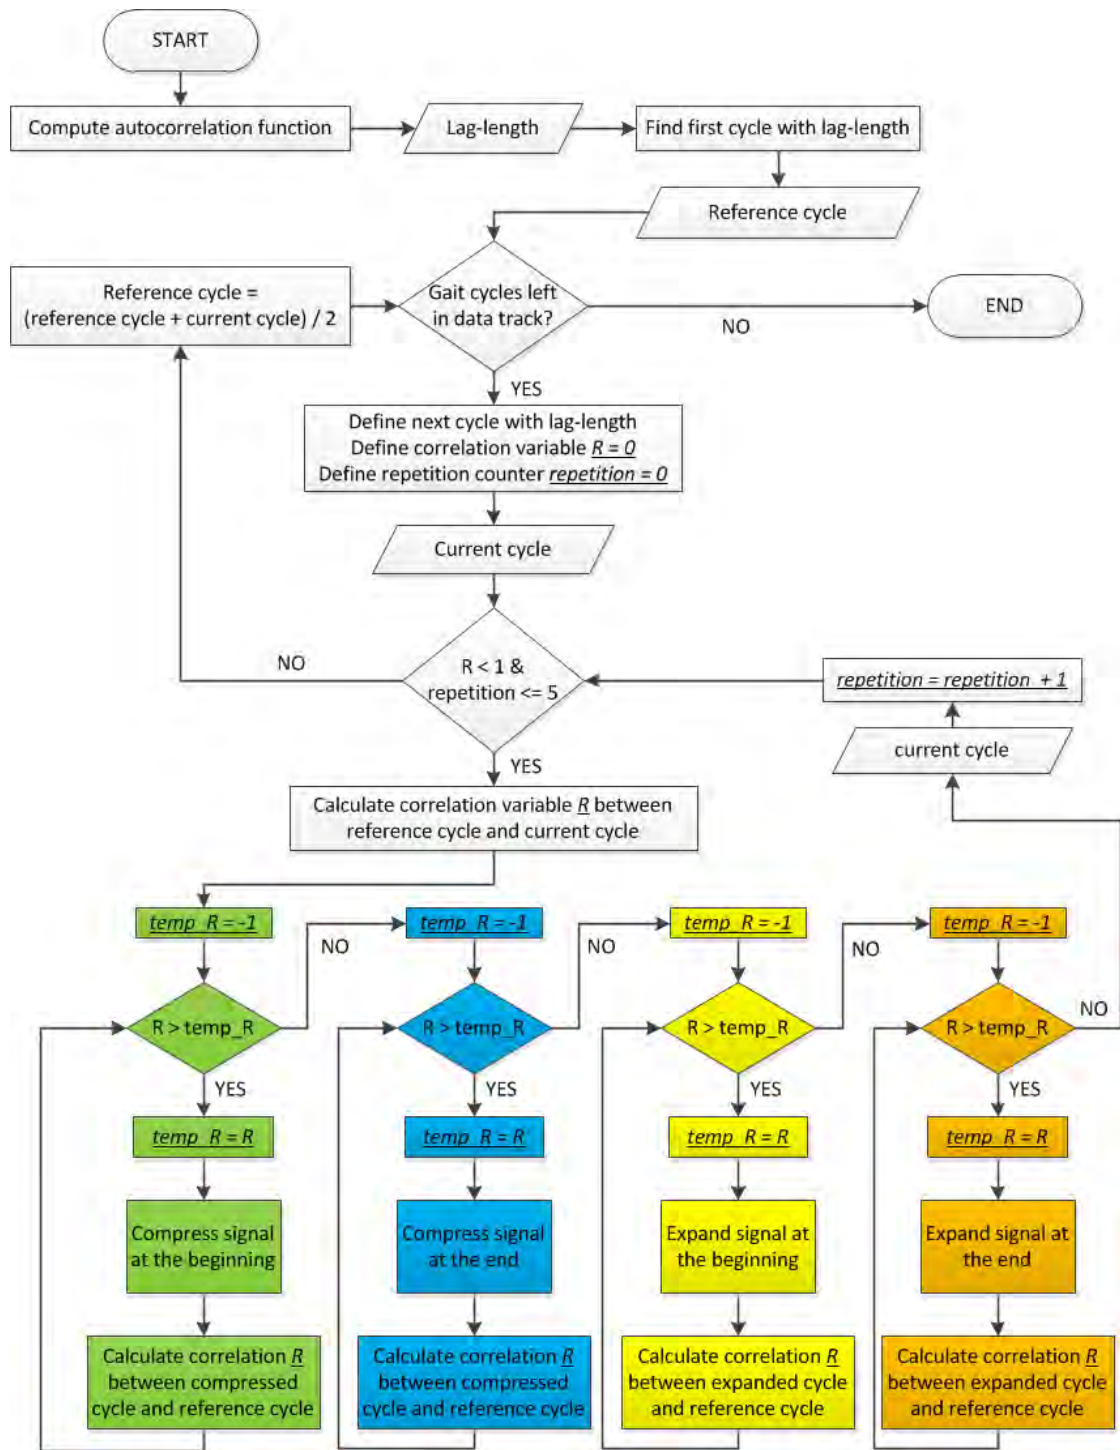 START
Compute autocorrelation function
Lag-length
Find first cycle with lag-length
Reference cycle
Reference cycle =
(reference cycle + current cycle) / 2
Gait cycles left
in data track?
NO
END
YES
Define next cycle with lag-length
Define correlation variable R = 0
Define repetition counter repetition = 0
Current cycle
NO
R < 1 &
repetition <= 5
repetition = repetition + 1
current cycle
YES
Calculate correlation variable R between
reference cycle and current cycle
temp_R = -1
NO
temp_R = -1
NO
temp_R = -1
NO
temp_R = -1
R > temp_R
R > temp_R
R > temp_R
R > temp_R
NO
YES
YES
YES
YES
temp_R = R
temp_R = R
temp_R = R
temp_R = R
Compress signal
at the beginning
Compress signal
at the end
Expand signal at
the beginning
Expand signal at
the end
Calculate correlation R
between compressed
cycle and reference cycle
Calculate correlation R
between compressed
cycle and reference cycle
Calculate correlation R
between expanded cycle
and reference cycle
Calculate correlation R
between expanded cycle
and reference cycle